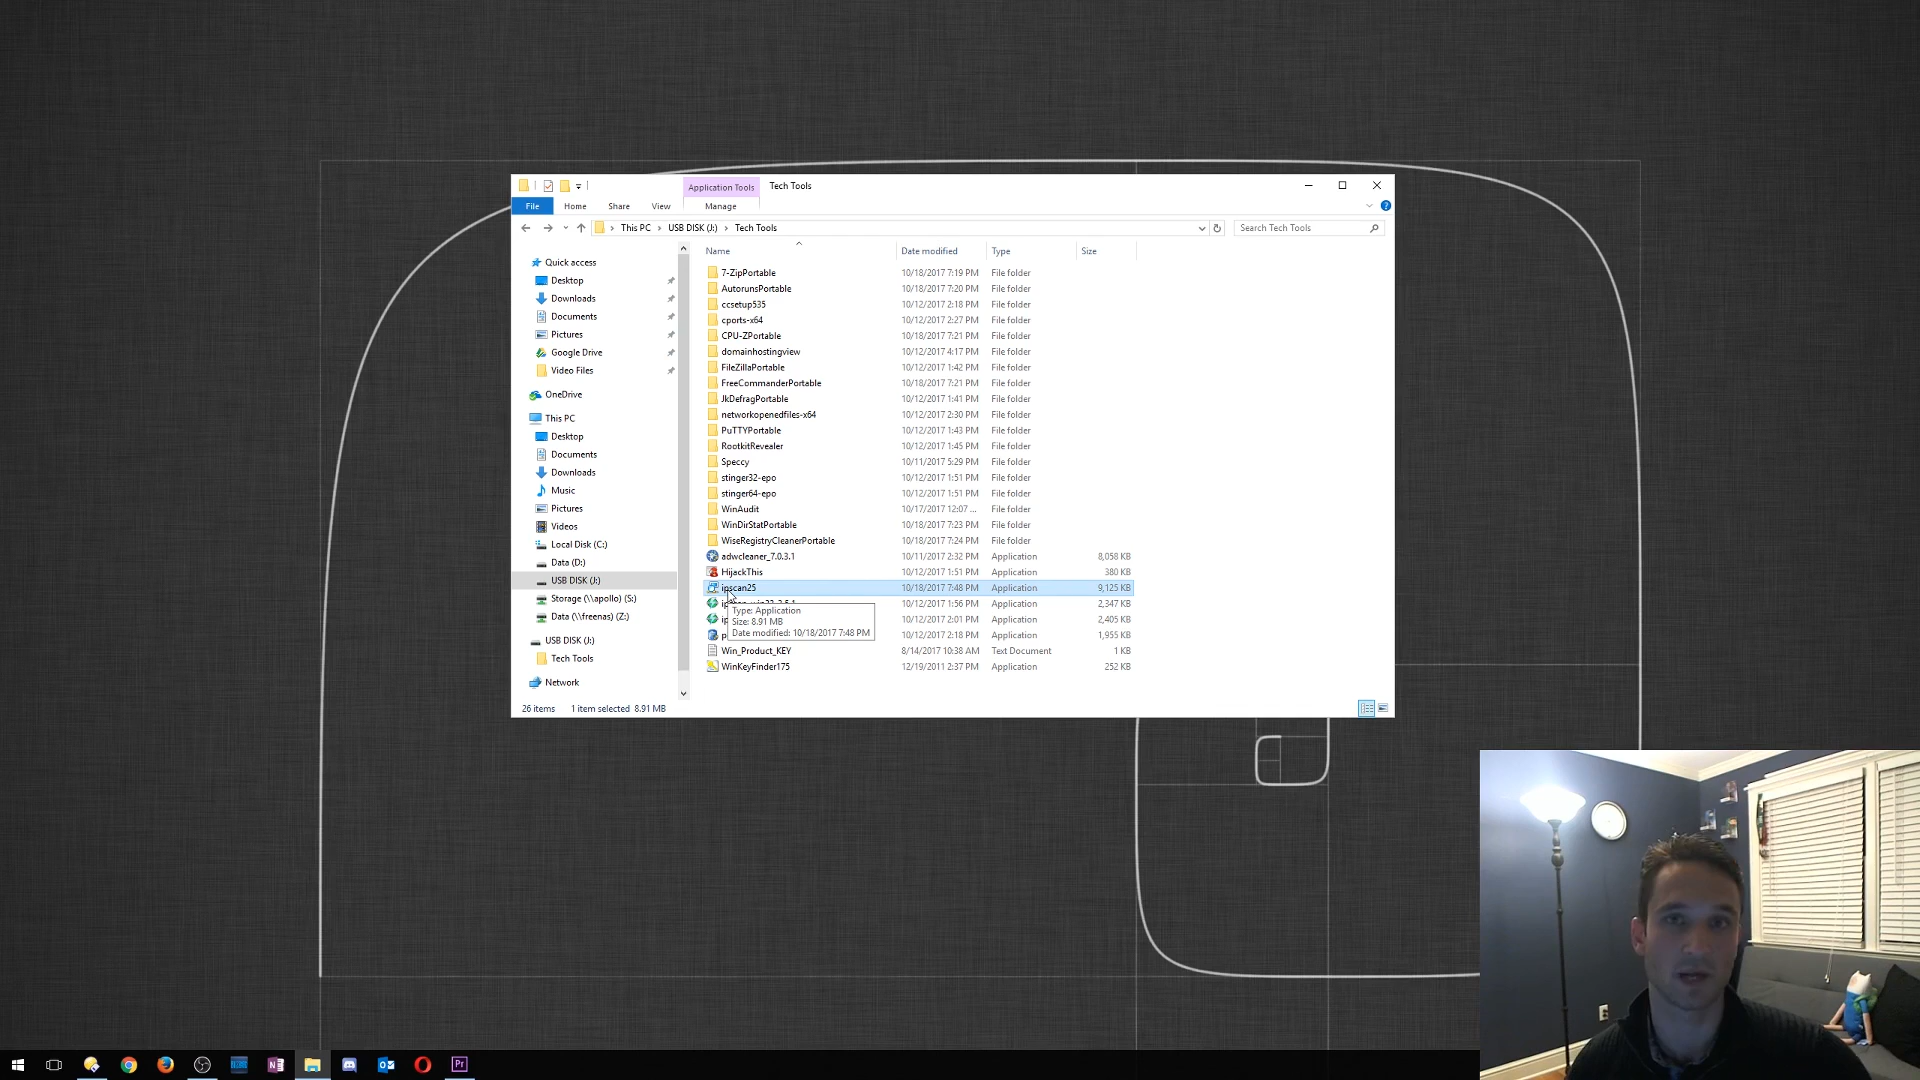 Application Tools Tech Tools
File Home Share View Manage
This PC > USB DISK (J:) > Tech Tools Search Tech Tools
Name Date modified Type Size
Quick access
Desktop
Downloads
Documents
Pictures
Google Drive
Video Files
OneDrive
This PC
Desktop
Documents
Downloads
Music
Pictures
Videos
Local Disk (C:)
Data (D:)
USB DISK (J:)
Storage (\\apollo) (S:)
Data (\\freenas) (Z:)
USB DISK (J:)
Tech Tools
Network
7-ZipPortable 10/18/2017 7:19 PM File folder
AutorunsPortable 10/18/2017 7:20 PM File folder
ccsetup535 10/12/2017 2:18 PM File folder
cports-x64 10/12/2017 2:27 PM File folder
CPU-ZPortable 10/18/2017 7:21 PM File folder
domainhostingview 10/12/2017 4:17 PM File folder
FileZillaPortable 10/12/2017 1:42 PM File folder
FreeCommanderPortable 10/18/2017 7:21 PM File folder
JkDefragPortable 10/12/2017 1:41 PM File folder
networkopenedfiles-x64 10/12/2017 2:30 PM File folder
PuTTYPortable 10/12/2017 1:43 PM File folder
RootkitRevealer 10/12/2017 1:45 PM File folder
Speccy 10/11/2017 5:29 PM File folder
stinger32-epo 10/12/2017 1:51 PM File folder
stinger64-epo 10/12/2017 1:51 PM File folder
WinAudit 10/17/2017 12:07 ... File folder
WinDirStatPortable 10/18/2017 7:23 PM File folder
WiseRegistryCleanerPortable 10/18/2017 7:24 PM File folder
adwcleaner_7.0.3.1 10/11/2017 2:32 PM Application 8,058 KB
HijackThis 10/12/2017 1:51 PM Application 380 KB
ipscan25 10/18/2017 7:48 PM Application 9,125 KB
10/12/2017 1:56 PM Application 2,347 KB
10/12/2017 2:01 PM Application 2,405 KB
10/12/2017 2:18 PM Application 1,955 KB
Win_Product_KEY 8/14/2017 10:38 AM Text Document 1 KB
WinKeyFinder175 12/19/2011 2:37 PM Application 252 KB
Type: Application
Size: 8.91 MB
Date modified: 10/18/2017 7:48 PM
26 items 1 item selected 8.91 MB
Pr